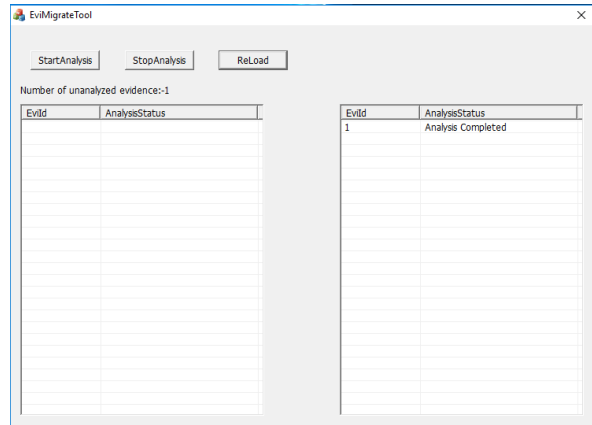 EviMigrateTool
StartAnalysis StopAnalysis ReLoad
Number of unanalyzed evidence:-1
EviId AnalysisStatus EviId AnalysisStatus
1 Analysis Completed